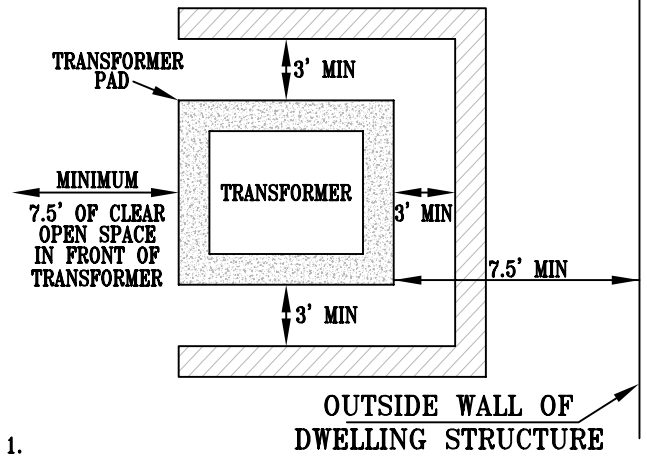 TRANSFORMER
PAD
3' MIN
MINIMUM
7.5' OF CLEAR
OPEN SPACE
IN FRONT OF
TRANSFORMER
TRANSFORMER
3' MIN
7.5' MIN
3' MIN
OUTSIDE WALL OF
DWELLING STRUCTURE
1.